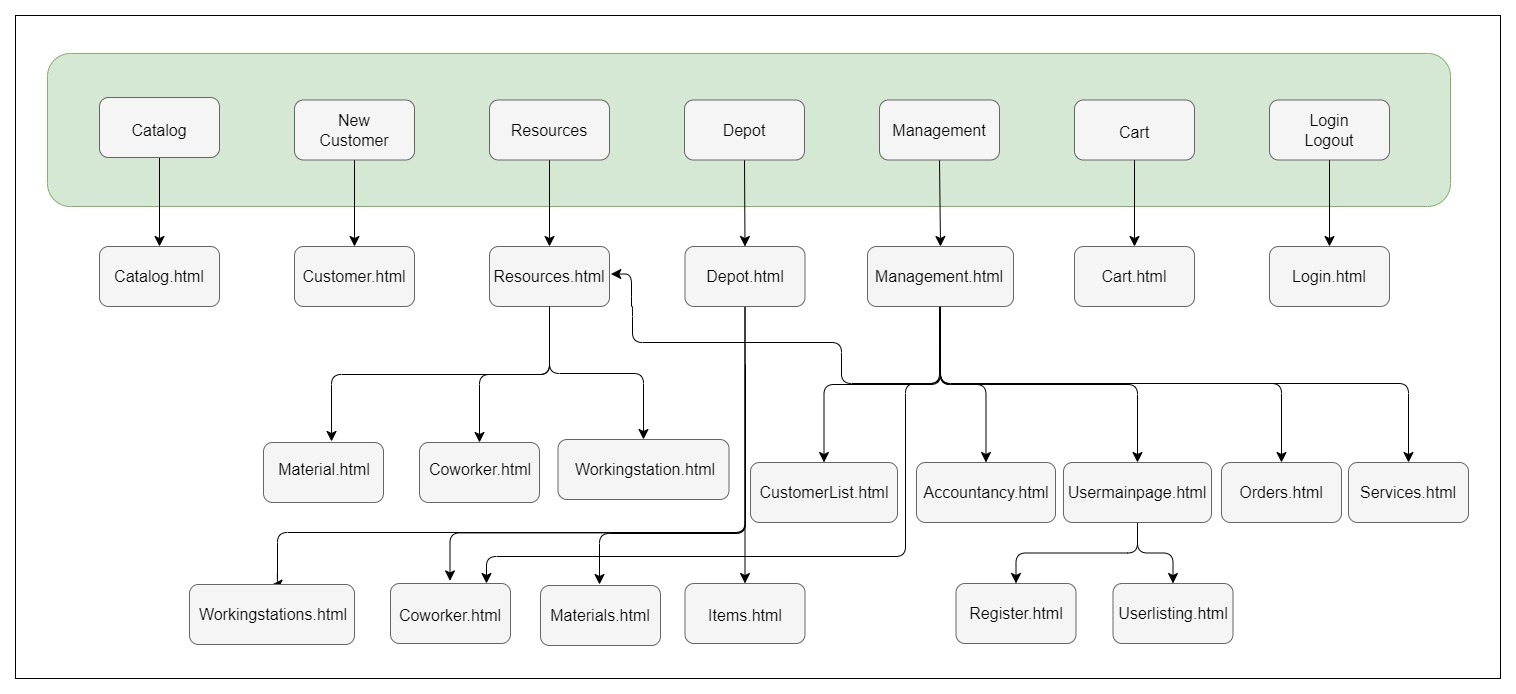 Catalog
New
Customer
Resources
Depot
Management
Cart
Login
Logout
Catalog.html
Customer.html
Resources.html
Depot.html
Management.html
Cart.html
Login.html
Material.html
Coworker.html
Workingstation.html
CustomerList.html
Accountancy.html
Usermainpage.html
Orders.html
Services.html
Workingstations.html
Coworker.html
Materials.html
Items.html
Register.html
Userlisting.html